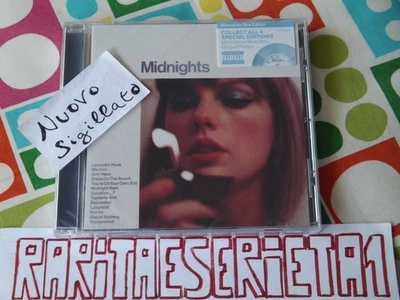 Midnights
COLLECT ALL 4
SPECIAL EDITIONS
Nuovo
Sigillato
Lavender Haze
Maroon
Anti-Hero
Snow On The Beach
You're On Your Own, Kid
Midnight Rain
Question...?
Vigilante Shit
Bejeweled
Labyrinth
Karma
Sweet Nothing
Mastermind
RARITAESERIETA1